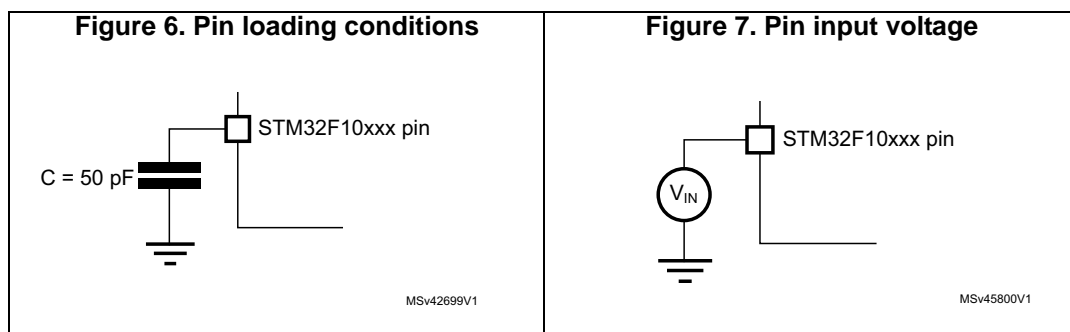 Figure 6. Pin loading conditions
STM32F10xxx pin
C = 50 pF
MSv42699V1
Figure 7. Pin input voltage
STM32F10xxx pin
VIN
MSv45800V1